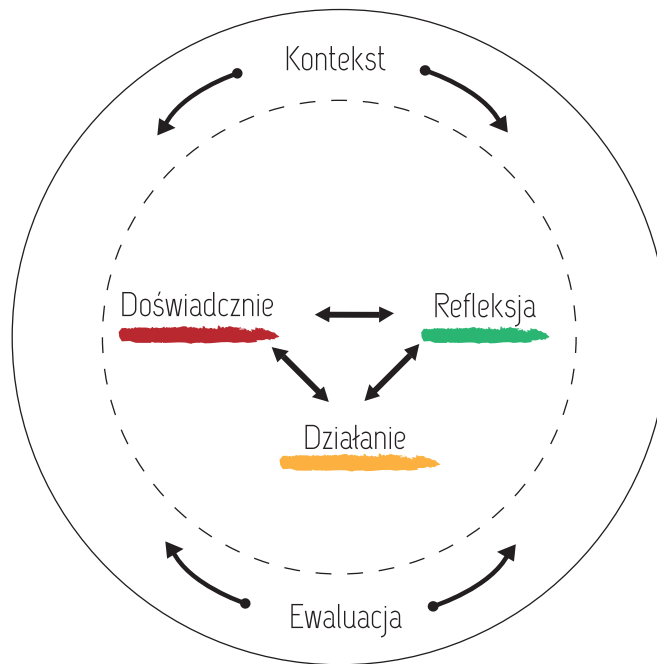 Kontekst
Doświadcznie
Refleksja
Działanie
Ewaluacja